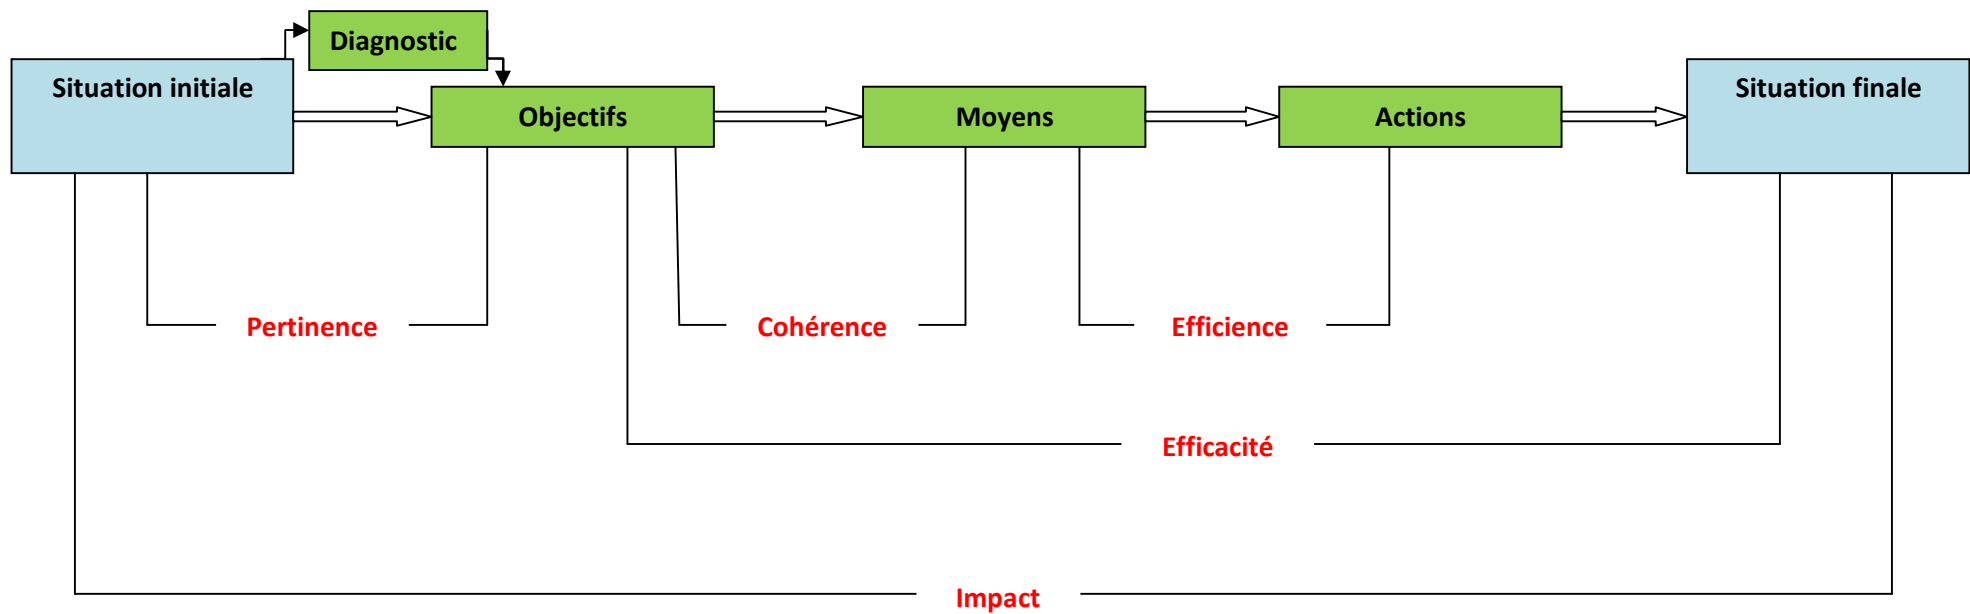 Diagnostic
Situation initiale
Objectifs
Moyens
Actions
Situation finale
Pertinence
Cohérence
Efficience
Efficacité
Impact